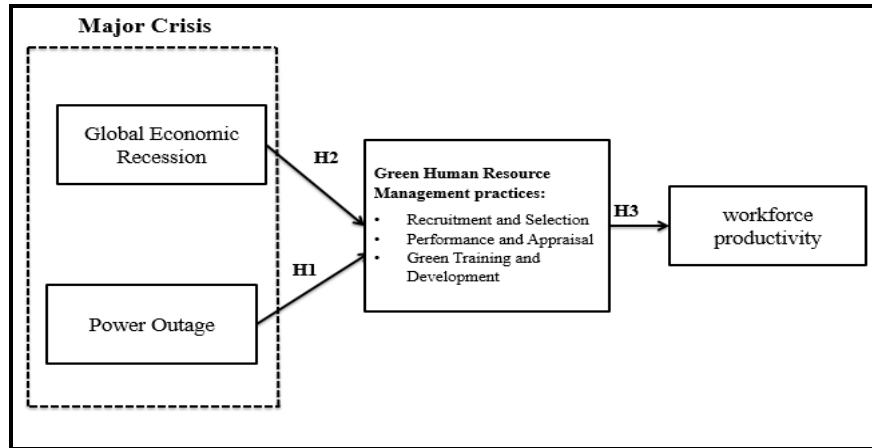 Major Crisis
Global Economic
Recession
H2
Green Human Resource
Management practices:
• Recruitment and Selection
• Performance and Appraisal
• Green Training and
Development
H3
workforce
productivity
H1
Power Outage